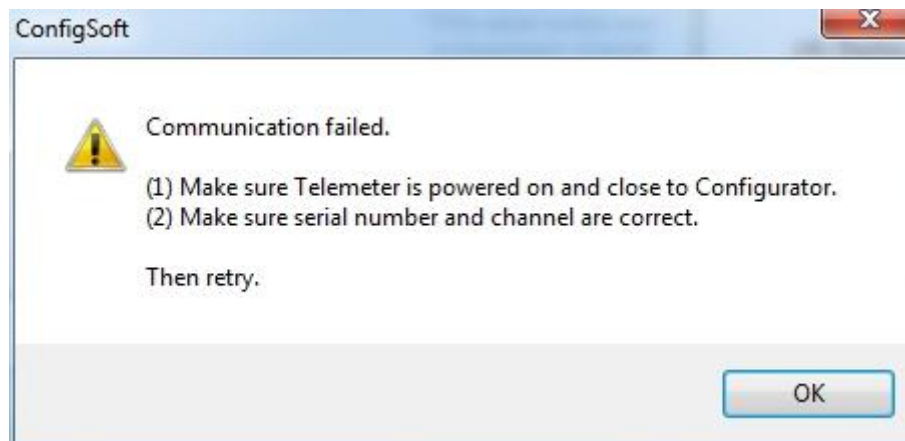 ConfigSoft
Communication failed.
(1) Make sure Telemeter is powered on and close to Configurator.
(2) Make sure serial number and channel are correct.
Then retry.
OK